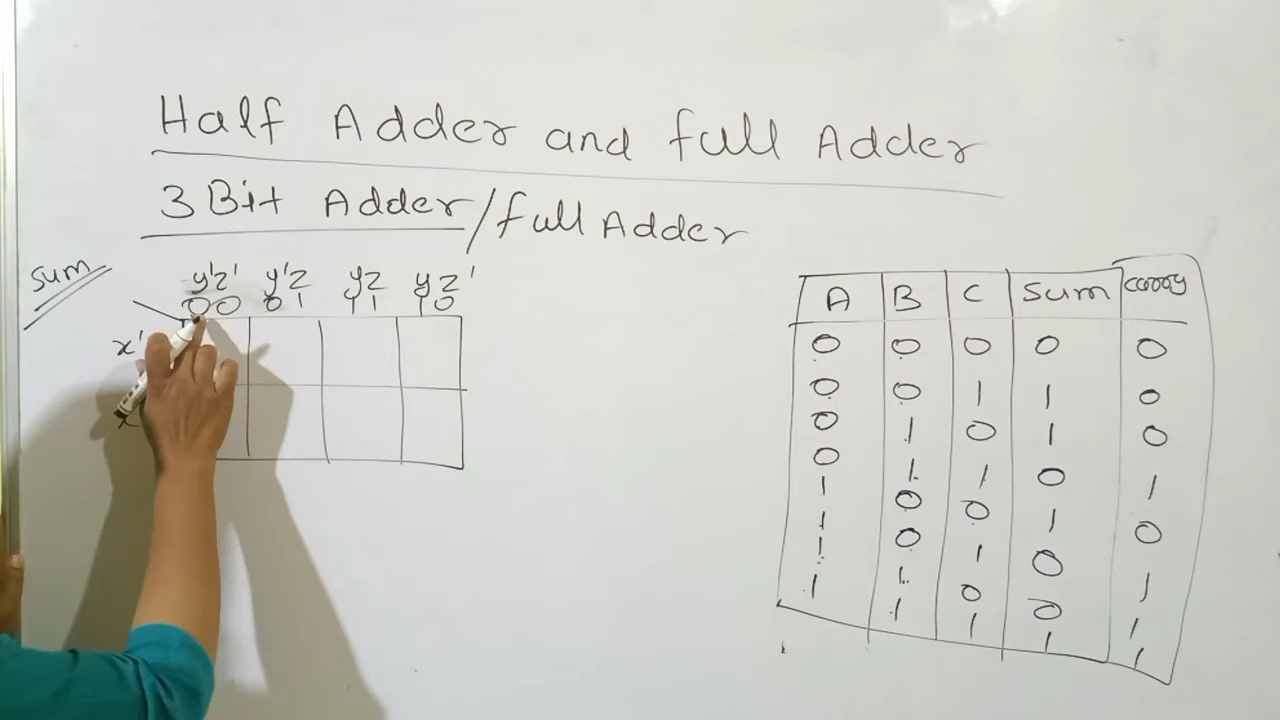 Half Adder and full Adder
3 Bit Adder/full Adder
Sum
y'z' y'z yz yz'
00 01 11 10
x'
x
A B C Sum carry
0 0 0 0 0
0 0 1 1 0
0 1 0 1 0
0 1 1 0 1
1 0 0 1 0
1 0 1 0 1
1 1 0 0 1
1 1 1 1 1